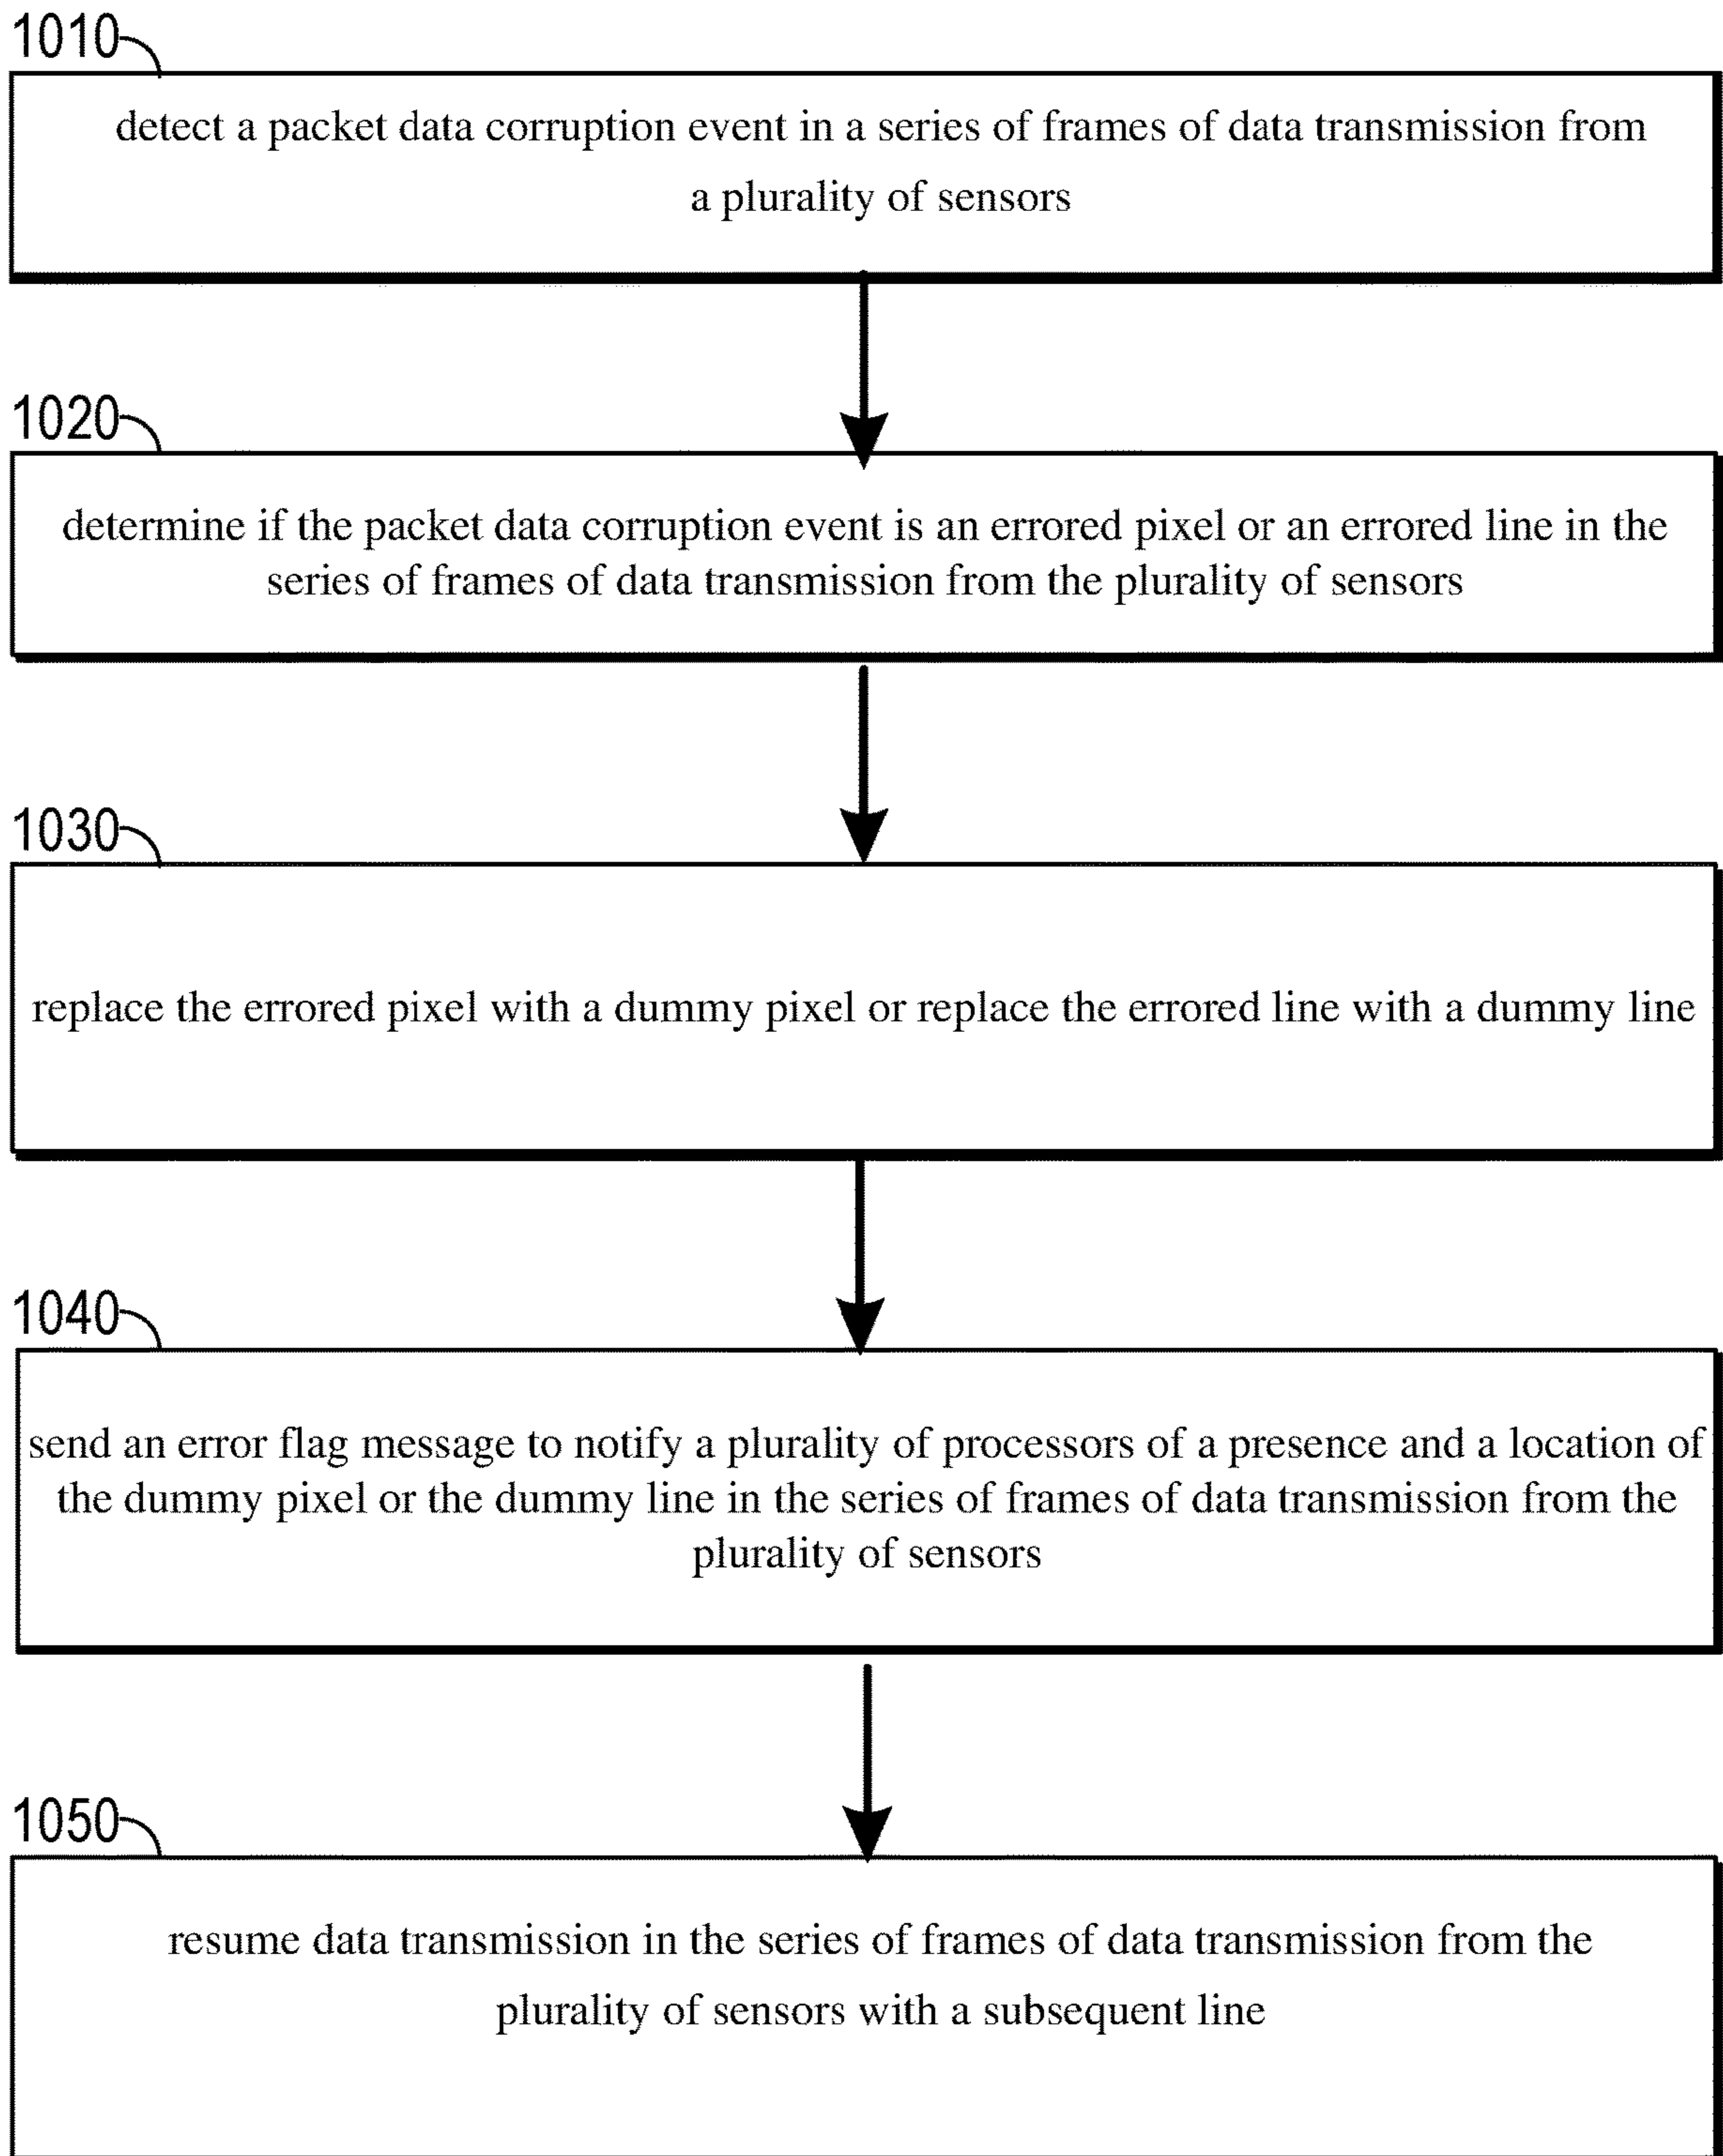 1010
detect a packet data corruption event in a series of frames of data transmission from
a plurality of sensors
1020
determine if the packet data corruption event is an errored pixel or an errored line in the
series of frames of data transmission from the plurality of sensors
1030
replace the errored pixel with a dummy pixel or replace the errored line with a dummy line
1040
send an error flag message to notify a plurality of processors of a presence and a location of
the dummy pixel or the dummy line in the series of frames of data transmission from the
plurality of sensors
1050
resume data transmission in the series of frames of data transmission from the
plurality of sensors with a subsequent line